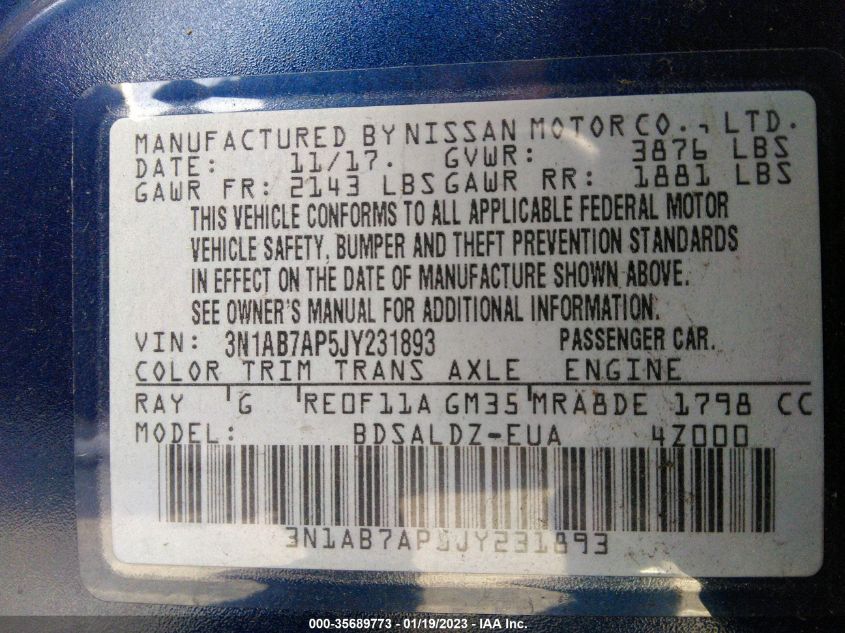 MANUFACTURED BY NISSAN MOTOR CO., LTD.
DATE: 11/17. GVWR: 3876 LBS
GAWR FR: 2143 LBS GAWR RR: 1881 LBS
THIS VEHICLE CONFORMS TO ALL APPLICABLE FEDERAL MOTOR
VEHICLE SAFETY, BUMPER AND THEFT PREVENTION STANDARDS
IN EFFECT ON THE DATE OF MANUFACTURE SHOWN ABOVE.
SEE OWNER'S MANUAL FOR ADDITIONAL INFORMATION.
VIN: 3N1AB7AP5JY231893 PASSENGER CAR.
COLOR TRIM TRANS AXLE ENGINE
RAY G RE0F11A GM35 MRA8DE 1798 CC
MODEL: BDSALDZ-EUA 4Z000
3N1AB7AP5JY231893
000-35689773 - 01/19/2023 - IAA Inc.